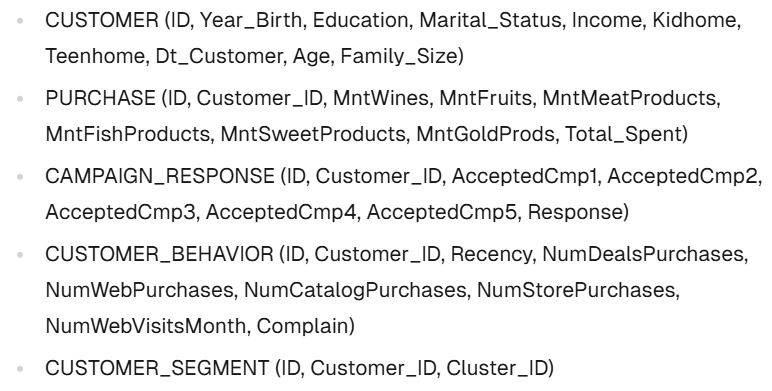 CUSTOMER (ID, Year_Birth, Education, Marital_Status, Income, Kidhome,
Teenhome, Dt_Customer, Age, Family_Size)
PURCHASE (ID, Customer_ID, MntWines, MntFruits, MntMeatProducts,
MntFishProducts, MntSweetProducts, MntGoldProds, Total_Spent)
CAMPAIGN_RESPONSE (ID, Customer_ID, AcceptedCmp1, AcceptedCmp2,
AcceptedCmp3, AcceptedCmp4, AcceptedCmp5, Response)
CUSTOMER_BEHAVIOR (ID, Customer_ID, Recency, NumDealsPurchases,
NumWebPurchases, NumCatalogPurchases, NumStorePurchases,
NumWebVisitsMonth, Complain)
CUSTOMER_SEGMENT (ID, Customer_ID, Cluster_ID)